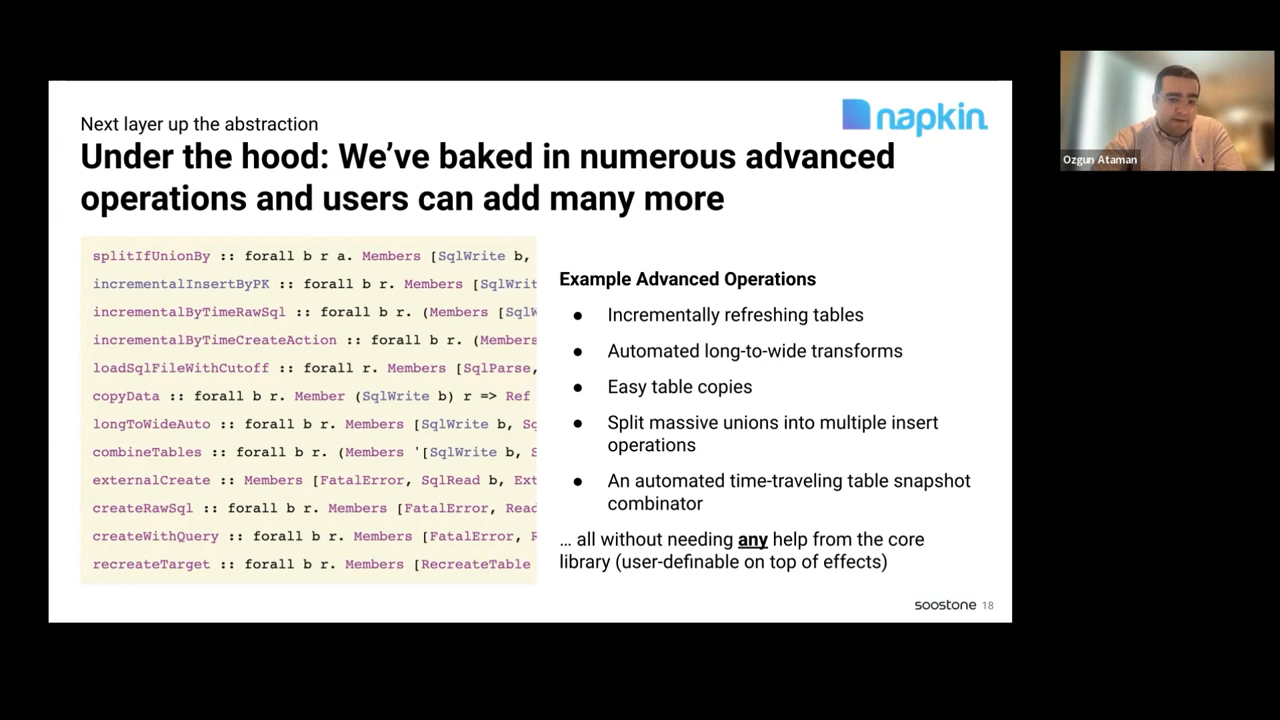 Next layer up the abstraction
napkin
Under the hood: We’ve baked in numerous advanced
operations and users can add many more
splitIfUnionBy :: forall b r a. Members [SqlWrite b,
incrementalInsertByPK :: forall b r. Members [SqlWrit
incrementalByTimeRawSql :: forall b r. (Members [SqlW
incrementalByTimeCreateAction :: forall b r. (Members
loadSqlFileWithCutoff :: forall r. Members [SqlParse,
copyData :: forall b r. Member (SqlWrite b) r => Ref
longToWideAuto :: forall b r. Members [SqlWrite b, Sq
combineTables :: forall b r. (Members '[SqlWrite b, S
externalCreate :: Members [FatalError, SqlRead b, Ext
createRawSql :: forall b r. Members [FatalError, Read
createWithQuery :: forall b r. Members [FatalError, R
recreateTarget :: forall b r. Members [RecreateTable
Example Advanced Operations
● Incrementally refreshing tables
● Automated long-to-wide transforms
● Easy table copies
● Split massive unions into multiple insert
operations
● An automated time-traveling table snapshot
combinator
... all without needing any help from the core
library (user-definable on top of effects)
soostone 18
Ozgun Ataman